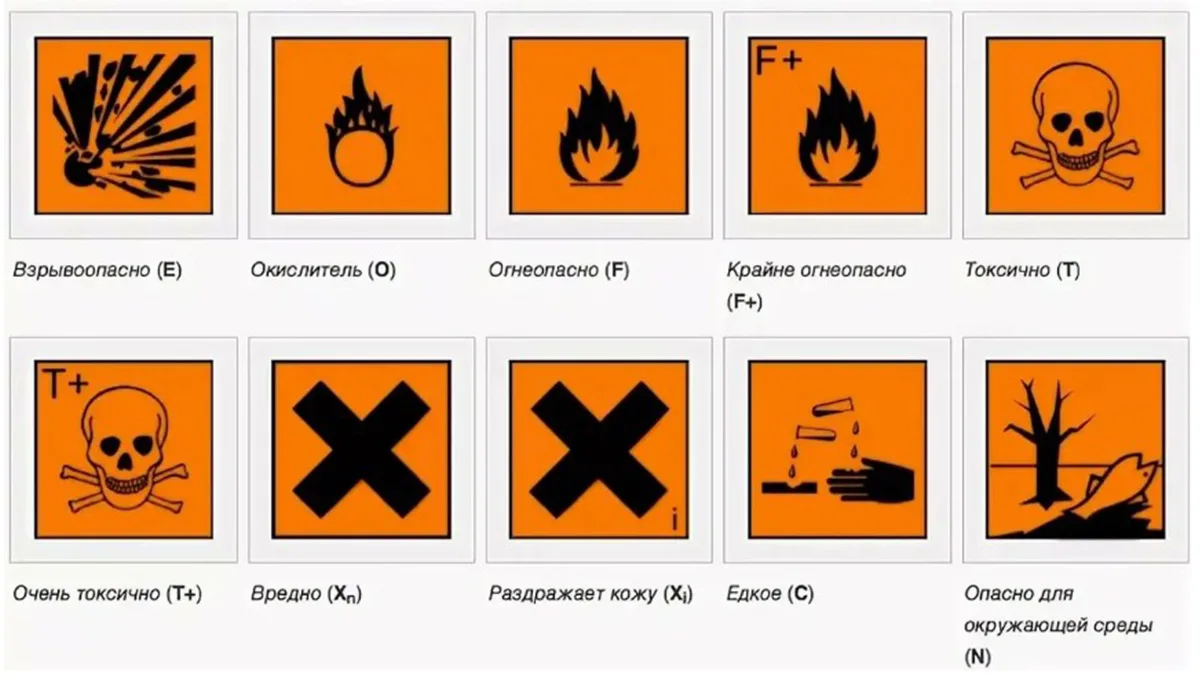 F+
Взрывоопасно (E)
Окислитель (O)
Огнеопасно (F)
Крайне огнеопасно
(F+)
Токсично (T)
T+
i
Очень токсично (T+)
Вредно (Xn)
Раздражает кожу (Xi)
Едкое (C)
Опасно для
окружающей среды
(N)